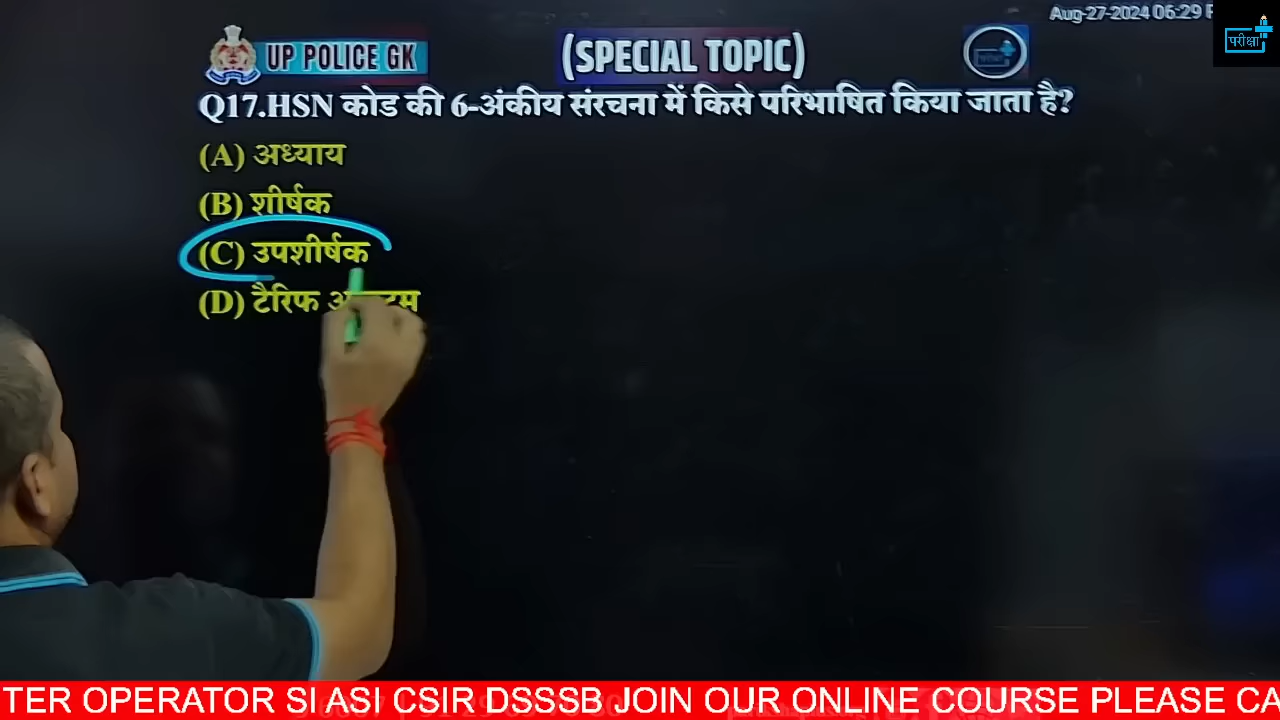 Aug-27-2024 06:29
परीक्षा
UP POLICE GK
(SPECIAL TOPIC)
Q17.HSN कोड की 6-अंकीय संरचना में किसे परिभाषित किया जाता है?
(A) अध्याय
(B) शीर्षक
(C) उपशीर्षक
(D) टैरिफ
TER OPERATOR SI ASI CSIR DSSSB JOIN OUR ONLINE COURSE PLEASE CA